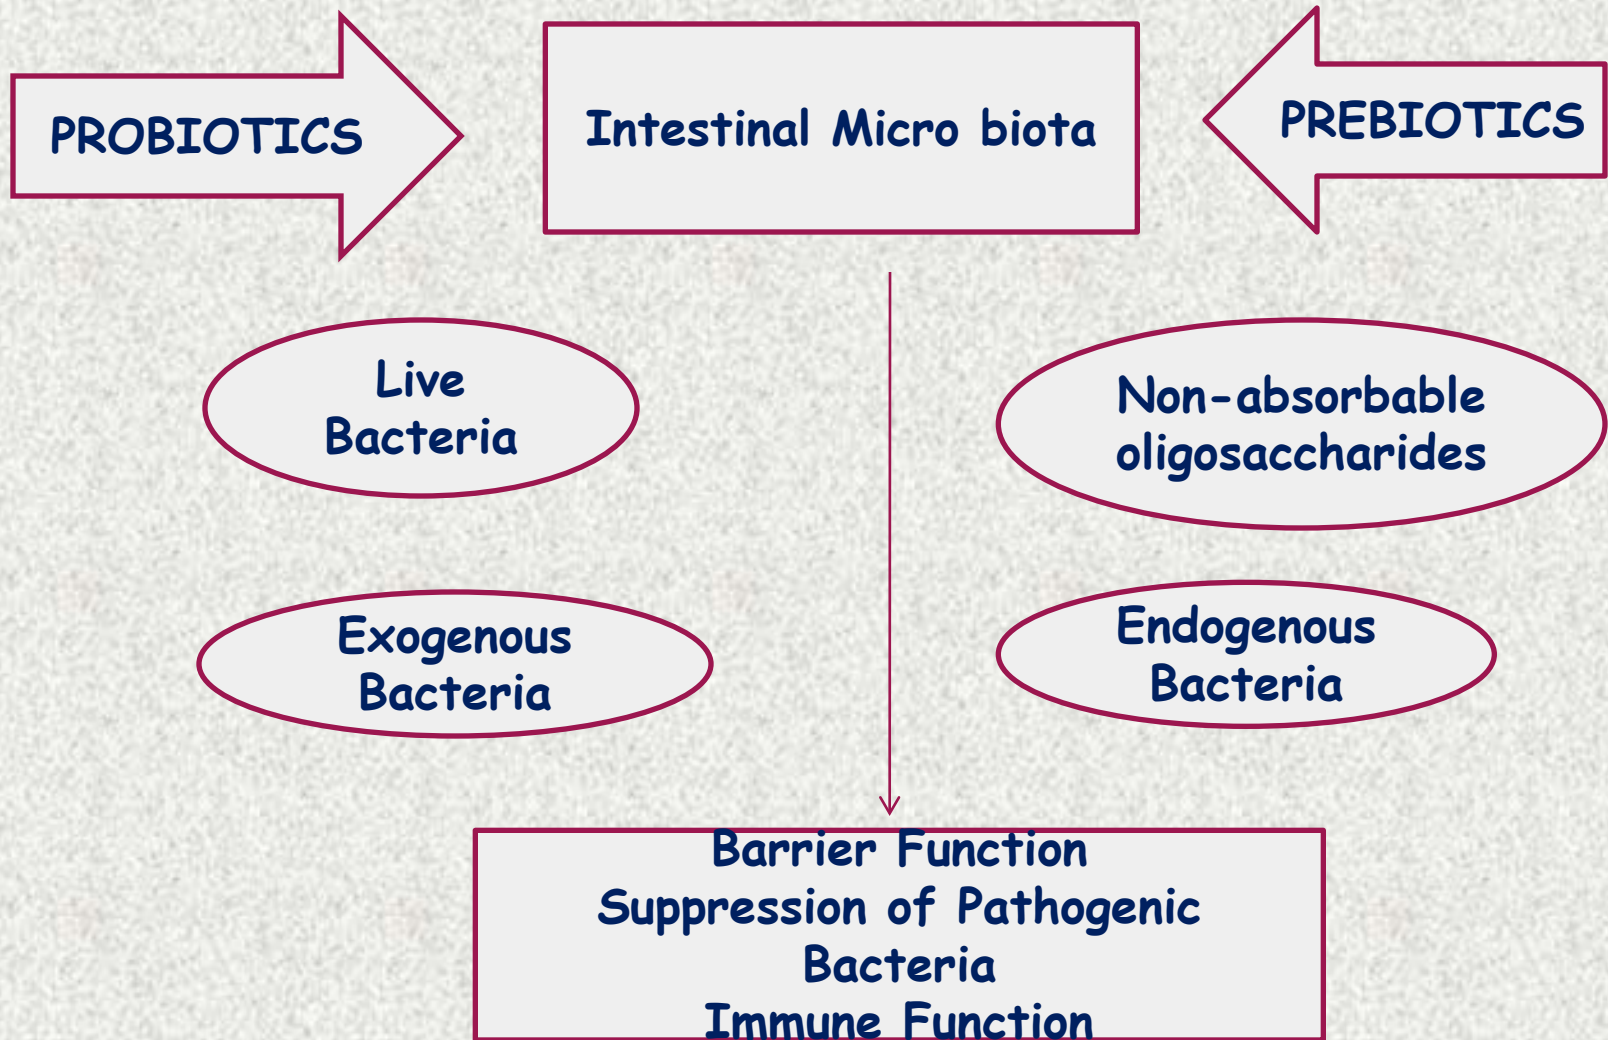 PROBIOTICS
Intestinal Micro biota
PREBIOTICS
Live
Bacteria
Non-absorbable
oligosaccharides
Exogenous
Bacteria
Endogenous
Bacteria
Barrier Function
Suppression of Pathogenic
Bacteria
Immune Function